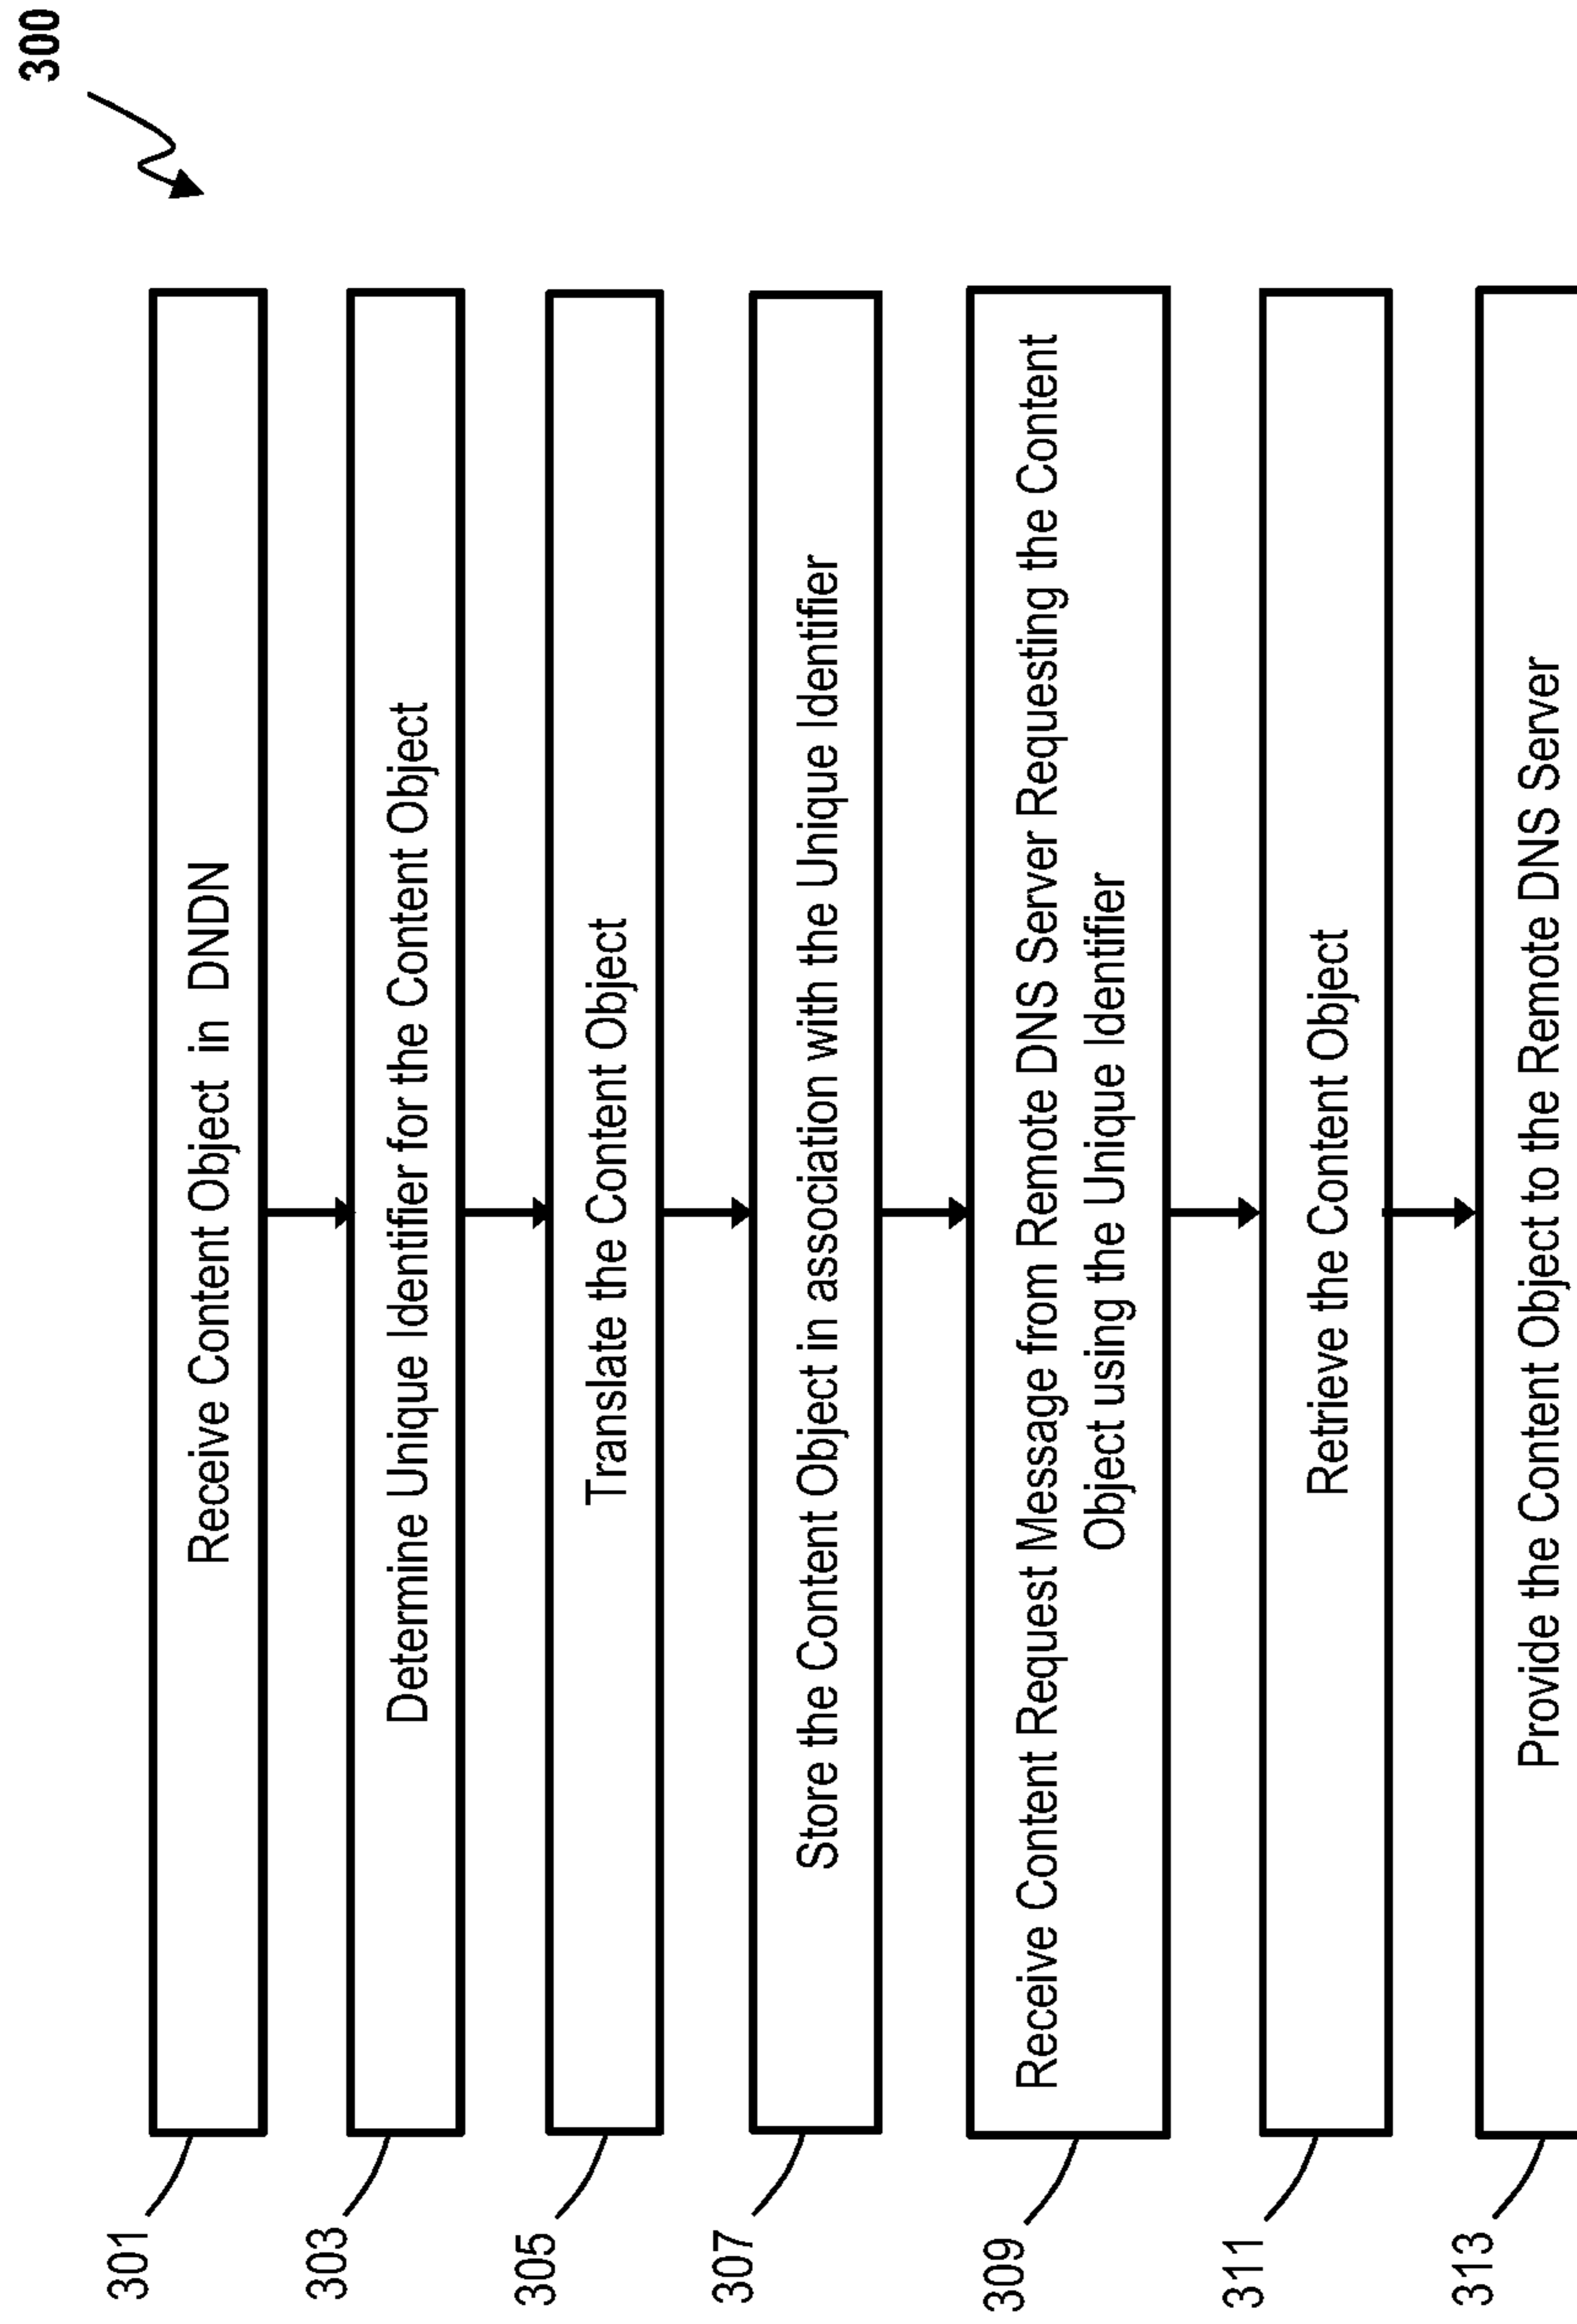 300
301
Receive Content Object in DNDN
303
Determine Unique Identifier for the Content Object
305
Translate the Content Object
307
Store the Content Object in association with the Unique Identifier
309
Receive Content Request Message from Remote DNS Server Requesting the Content
Object using the Unique Identifier
311
Retrieve the Content Object
313
Provide the Content Object to the Remote DNS Server